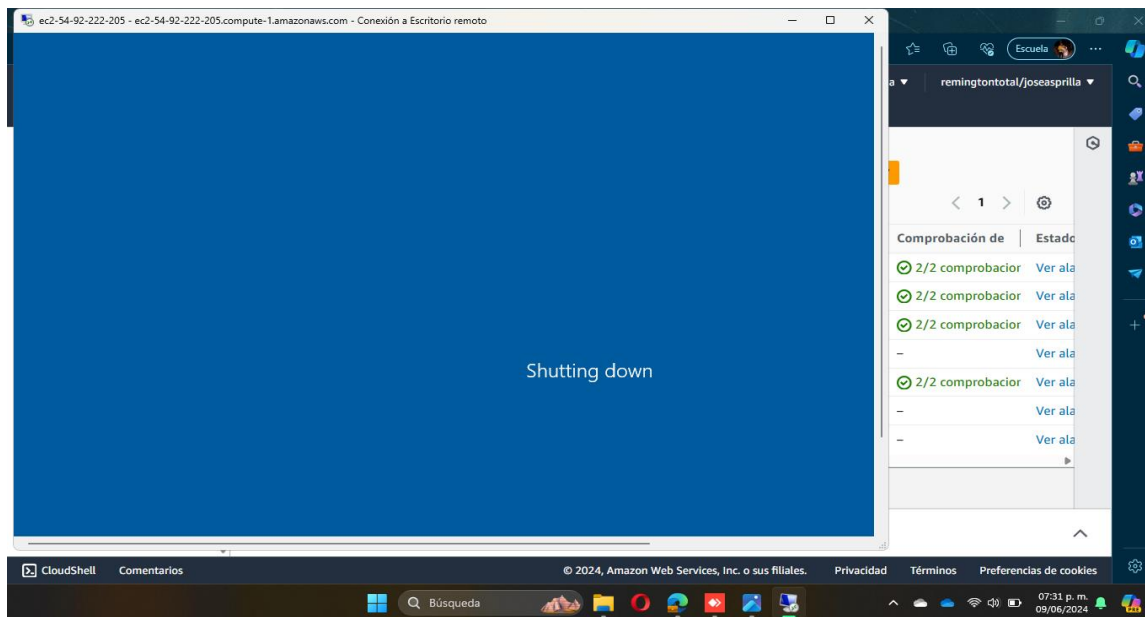 ec2-54-92-222-205 - ec2-54-92-222-205.compute-1.amazonaws.com - Conexión a Escritorio remoto
Escuela
a
remingtontotal/joseasprilla
1
Comprobación de
Estado
2/2 comprobacior
Ver ala
2/2 comprobacior
Ver ala
2/2 comprobacior
Ver ala
–
Ver ala
2/2 comprobacior
Ver ala
–
Ver ala
–
Ver ala
Shutting down
CloudShell
Comentarios
© 2024, Amazon Web Services, Inc. o sus filiales.
Privacidad
Términos
Preferencias de cookies
Búsqueda
07:31 p. m.
09/06/2024